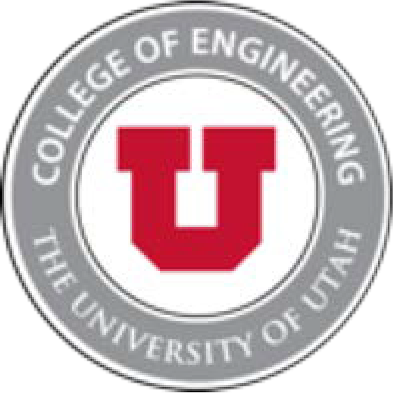 COLLEGE OF ENGINEERING
U
THE UNIVERSITY OF UTAH